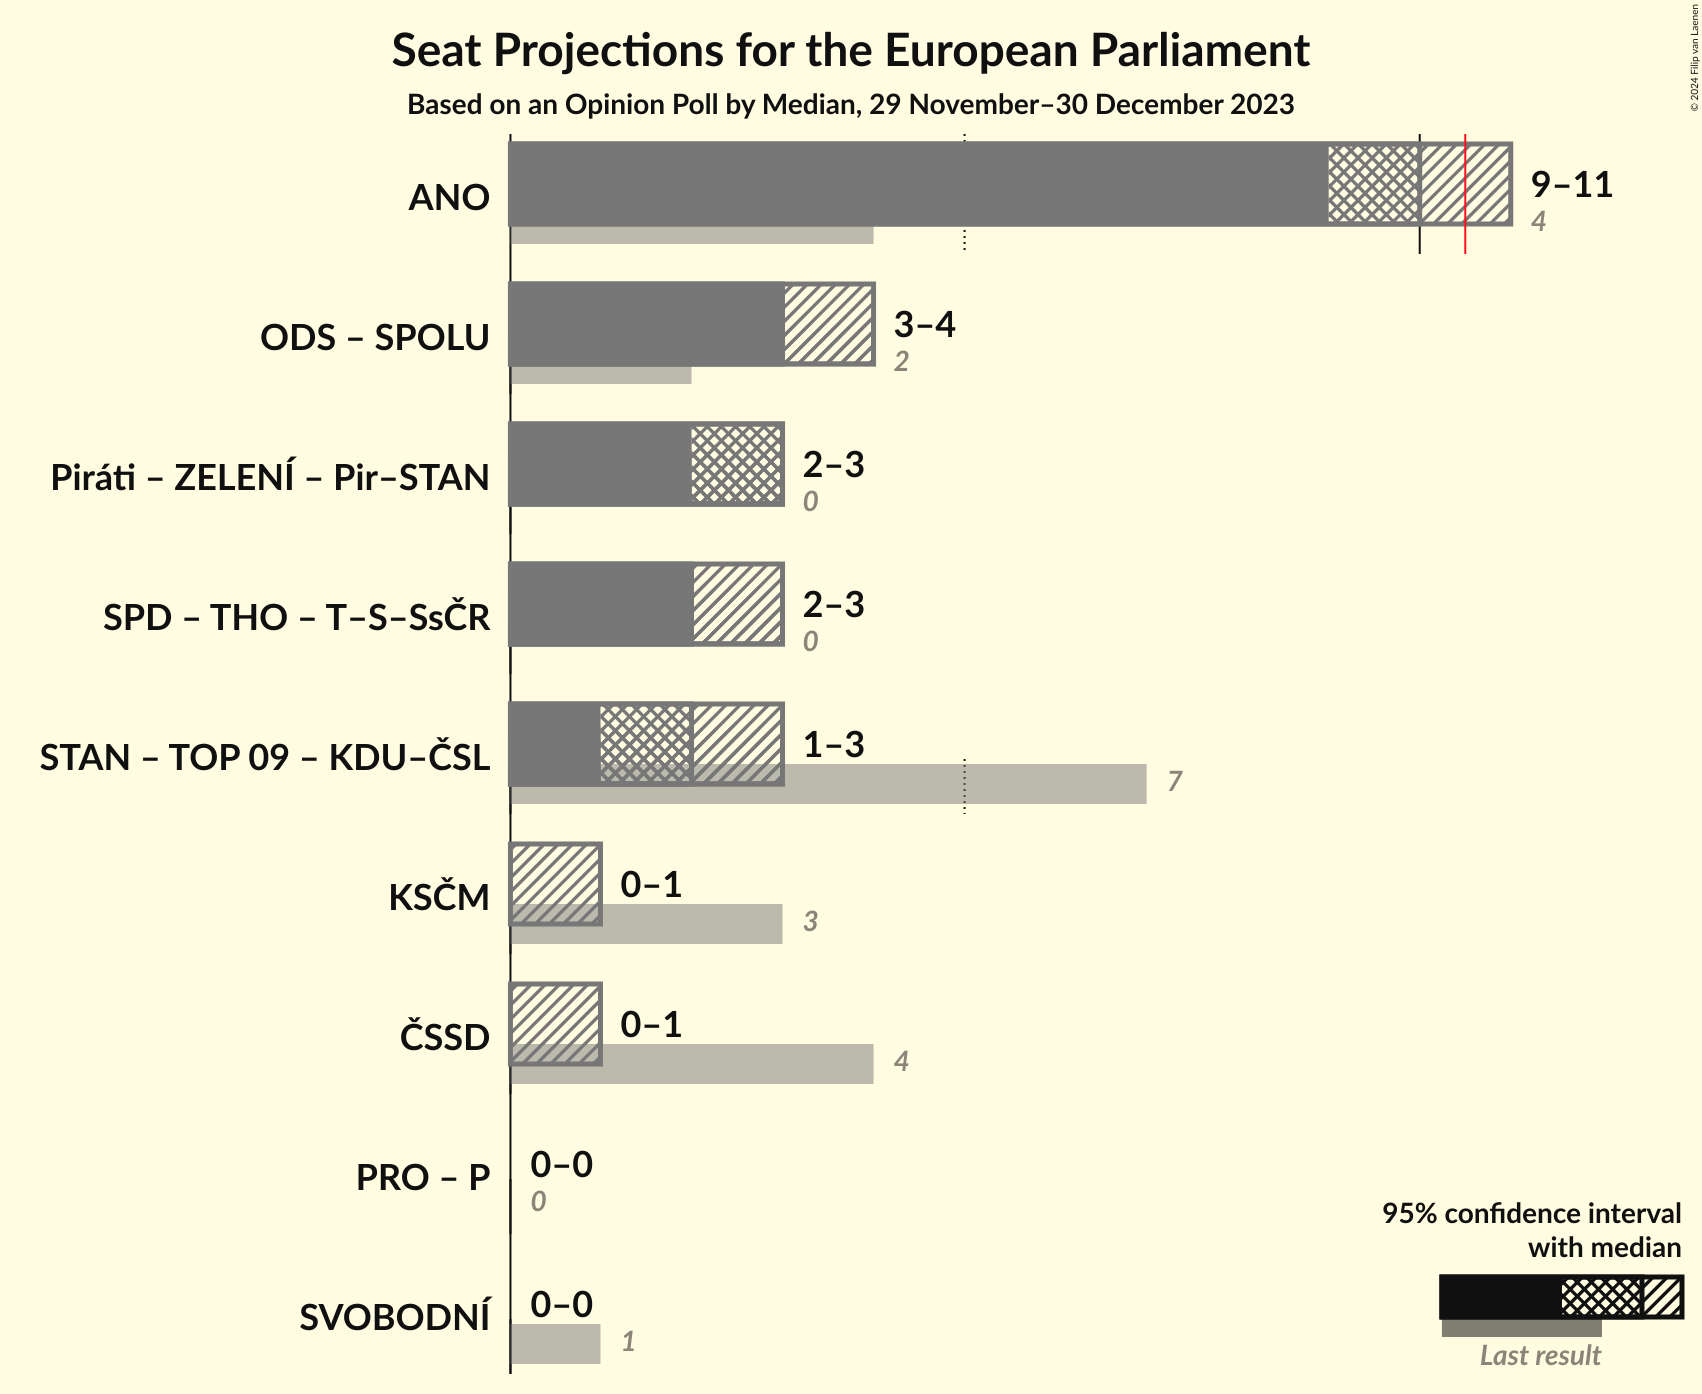 Seat Projections for the European Parliament
Based on an Opinion Poll by Median, 29 November–30 December 2023
© 2024 Filip van Laenen
ANO
9–11
4
ODS – SPOLU
3–4
2
Piráti – ZELENÍ – Pir–STAN
2–3
0
SPD – THO – T–S–SsČR
2–3
0
STAN – TOP 09 – KDU–ČSL
1–3
7
KSČM
0–1
3
ČSSD
0–1
4
PRO – P
0–0
0
SVOBODNÍ
0–0
1
95% confidence interval
with median
Last result